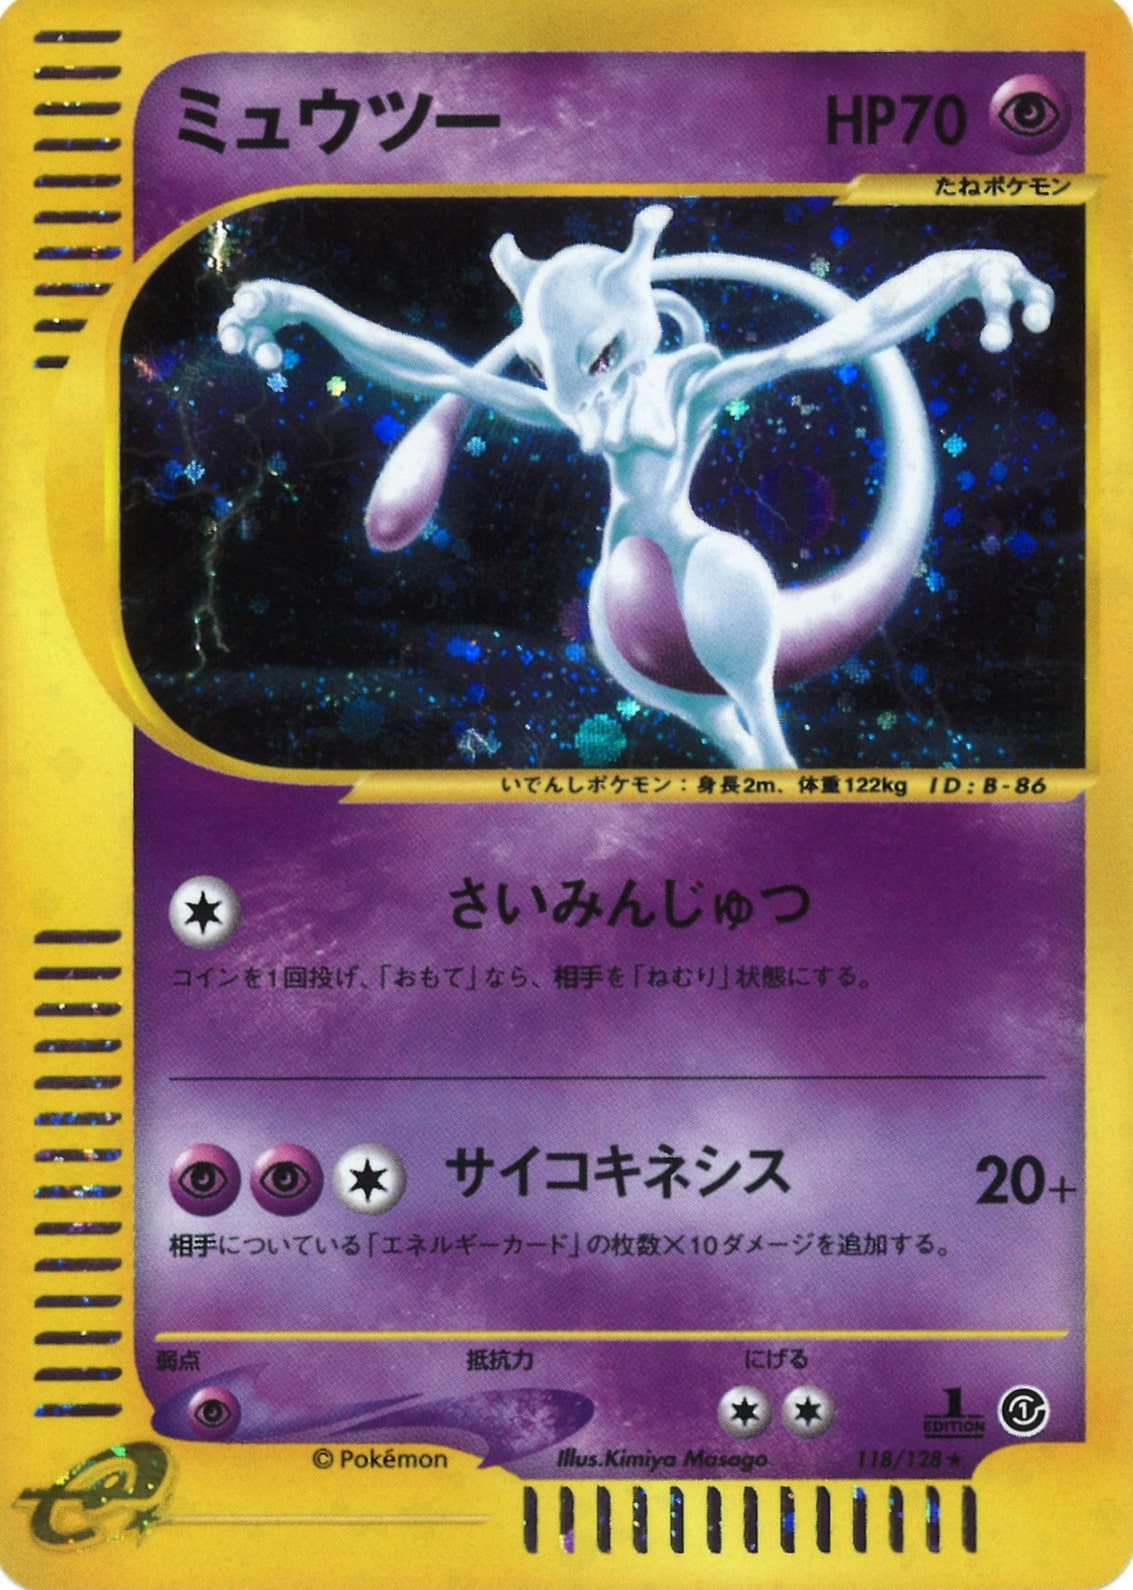 ミュウツー HP70
たねポケモン
いでんしポケモン：身長2m、体重122kg ID：B-86
さいみんじゅつ
コインを1回投げ、「おもて」なら、相手を「ねむり」状態にする。
サイコキネシス 20+
相手についている「エネルギーカード」の枚数×10ダメージを追加する。
弱点 抵抗力 にげる
1 EDITION 1
©Pokémon Illus.Kimiya Masago 118/128★
e